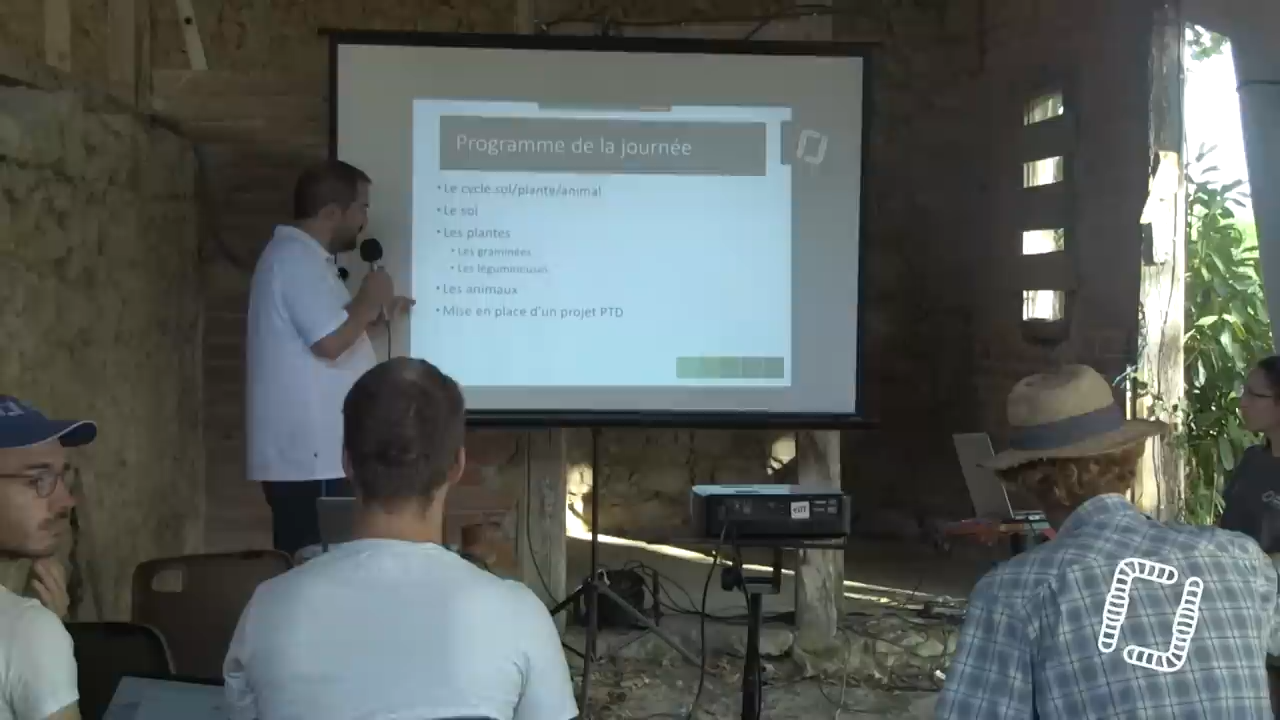 Programme de la journée
• Le cycle sol/plante/animal
• Le sol
• Les plantes
• Les graminées
• Les légumineuses
• Les animaux
• Mise en place d'un projet PTD